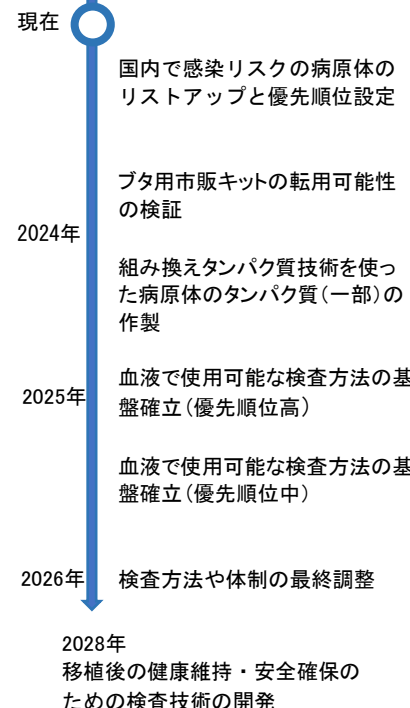 現在
国内で感染リスクの病原体の
リストアップと優先順位設定
ブタ用市販キットの転用可能性
の検証
2024年
組み換えタンパク質技術を使っ
た病原体のタンパク質(一部)の
作製
血液で使用可能な検査方法の基
2025年
盤確立(優先順位高)
血液で使用可能な検査方法の基
盤確立(優先順位中)
2026年
検査方法や体制の最終調整
2028年
移植後の健康維持・安全確保の
ための検査技術の開発